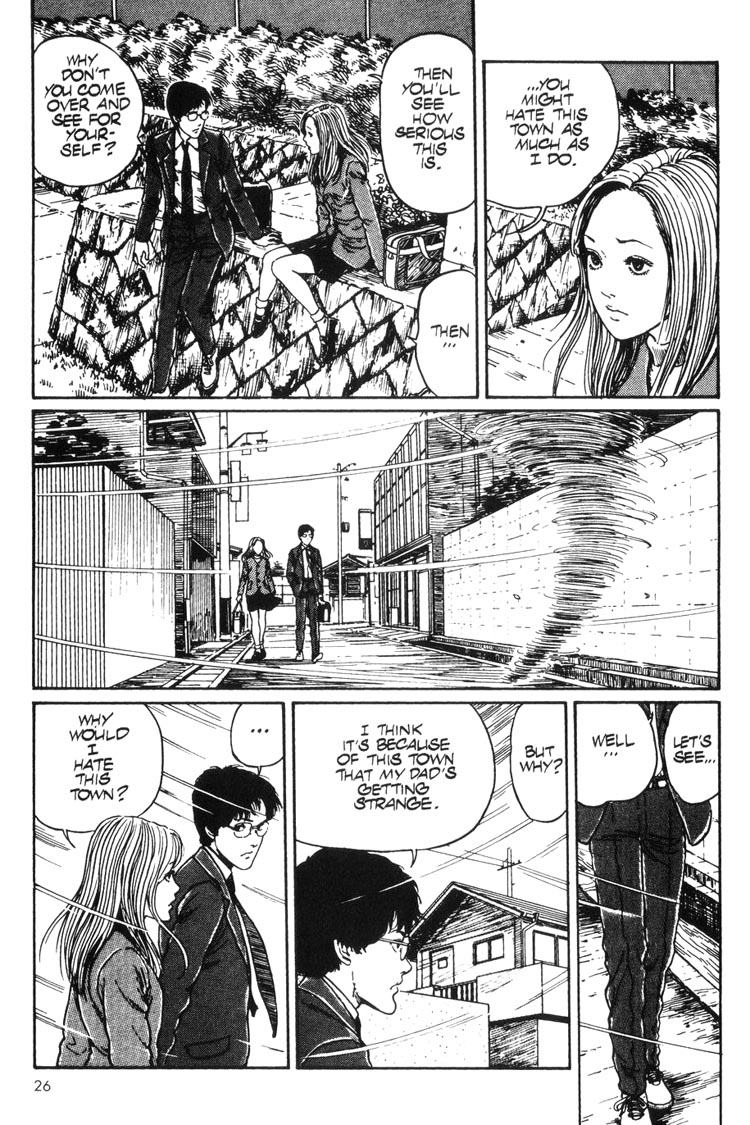 WHY
DON'T
YOU COME
OVER AND
SEE FOR
YOUR-
SELF?
THEN
YOU'LL
SEE
HOW
SERIOUS
THIS
IS.
THEN
...
...YOU
MIGHT
HATE THIS
TOWN AS
MUCH AS
I DO.
WHY
WOULD
I
HATE
THIS
TOWN?
...
I THINK
IT'S BECAUSE
OF THIS TOWN
THAT MY DAD'S
GETTING
STRANGE.
BUT
WHY?
WELL
...
LET'S
SEE...
26